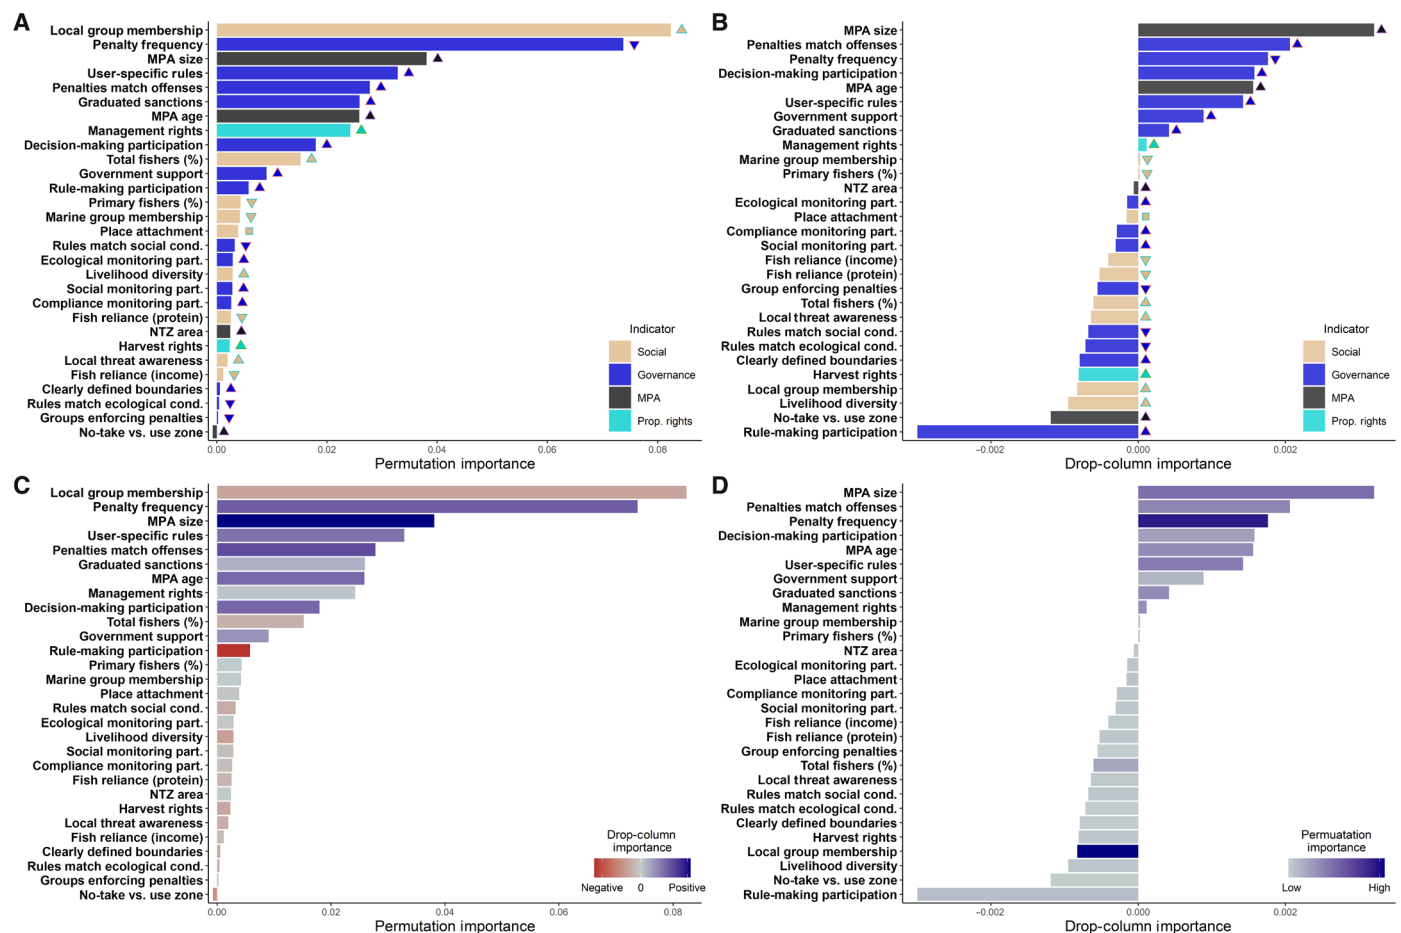 A
Local group membership
Penalty frequency
MPA size
User-specific rules
Penalties match offenses
Graduated sanctions
MPA age
Management rights
Decision-making participation
Total fishers (%)
Government support
Rule-making participation
Primary fishers (%)
Marine group membership
Place attachment
Rules match social cond.
Ecological monitoring part.
Livelihood diversity
Social monitoring part.
Compliance monitoring part.
Fish reliance (protein)
NTZ area
Harvest rights
Local threat awareness
Fish reliance (income)
Clearly defined boundaries
Rules match ecological cond.
Groups enforcing penalties
No-take vs. use zone
Indicator
Social
Governance
MPA
Prop. rights
0.00 0.02 0.04 0.06 0.08
Permutation importance
B
MPA size
Penalties match offenses
Penalty frequency
Decision-making participation
MPA age
User-specific rules
Government support
Graduated sanctions
Management rights
Marine group membership
Primary fishers (%)
NTZ area
Ecological monitoring part.
Place attachment
Compliance monitoring part.
Social monitoring part.
Fish reliance (income)
Fish reliance (protein)
Group enforcing penalties
Total fishers (%)
Local threat awareness
Rules match social cond.
Rules match ecological cond.
Clearly defined boundaries
Harvest rights
Local group membership
Livelihood diversity
No-take vs. use zone
Rule-making participation
Indicator
Social
Governance
MPA
Prop. rights
−0.002 0.000 0.002
Drop-column importance
C
Local group membership
Penalty frequency
MPA size
User-specific rules
Penalties match offenses
Graduated sanctions
MPA age
Management rights
Decision-making participation
Total fishers (%)
Government support
Rule-making participation
Primary fishers (%)
Marine group membership
Place attachment
Rules match social cond.
Ecological monitoring part.
Livelihood diversity
Social monitoring part.
Compliance monitoring part.
Fish reliance (protein)
NTZ area
Harvest rights
Local threat awareness
Fish reliance (income)
Clearly defined boundaries
Rules match ecological cond.
Groups enforcing penalties
No-take vs. use zone
Drop-column
importance
Negative 0 Positive
0.00 0.02 0.04 0.06 0.08
Permutation importance
D
MPA size
Penalties match offenses
Penalty frequency
Decision-making participation
MPA age
User-specific rules
Government support
Graduated sanctions
Management rights
Marine group membership
Primary fishers (%)
NTZ area
Ecological monitoring part.
Place attachment
Compliance monitoring part.
Social monitoring part.
Fish reliance (income)
Fish reliance (protein)
Group enforcing penalties
Total fishers (%)
Local threat awareness
Rules match social cond.
Rules match ecological cond.
Clearly defined boundaries
Harvest rights
Local group membership
Livelihood diversity
No-take vs. use zone
Rule-making participation
Permuatation
importance
Low High
−0.002 0.000 0.002
Drop-column importance